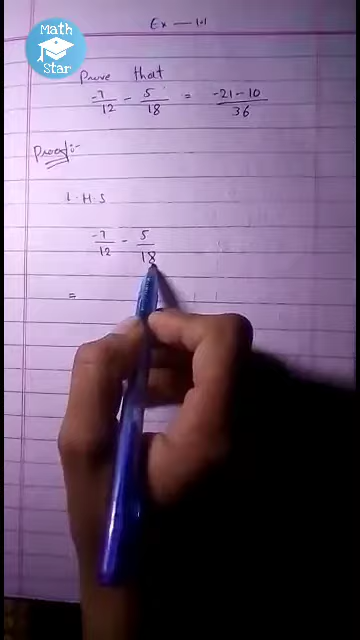 Math
Star
Ex — 1.1
Prove that
-7/12 - 5/18 = -21-10/36
Proof:-
L.H.S
-7/12 - 5/18
=